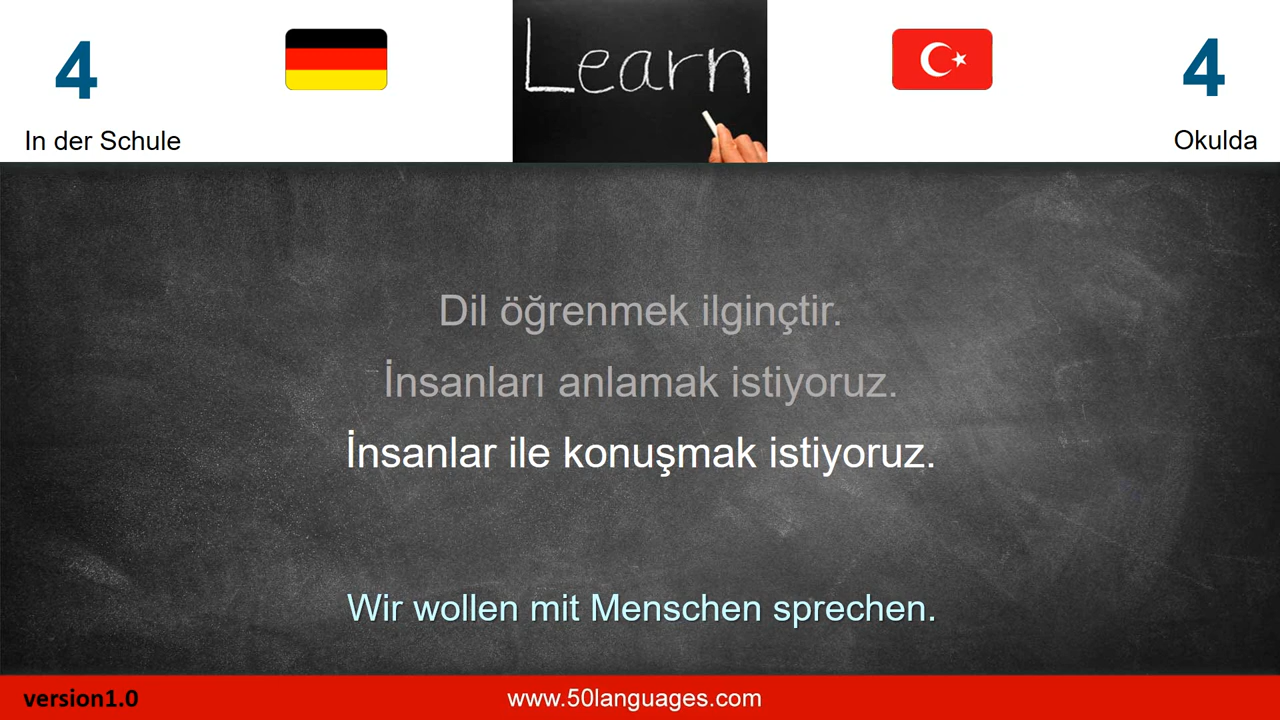 4
Learn
4
In der Schule
Okulda
Dil öğrenmek ilginçtir.
İnsanları anlamak istiyoruz.
İnsanlar ile konuşmak istiyoruz.
Wir wollen mit Menschen sprechen.
version1.0
www.50languages.com